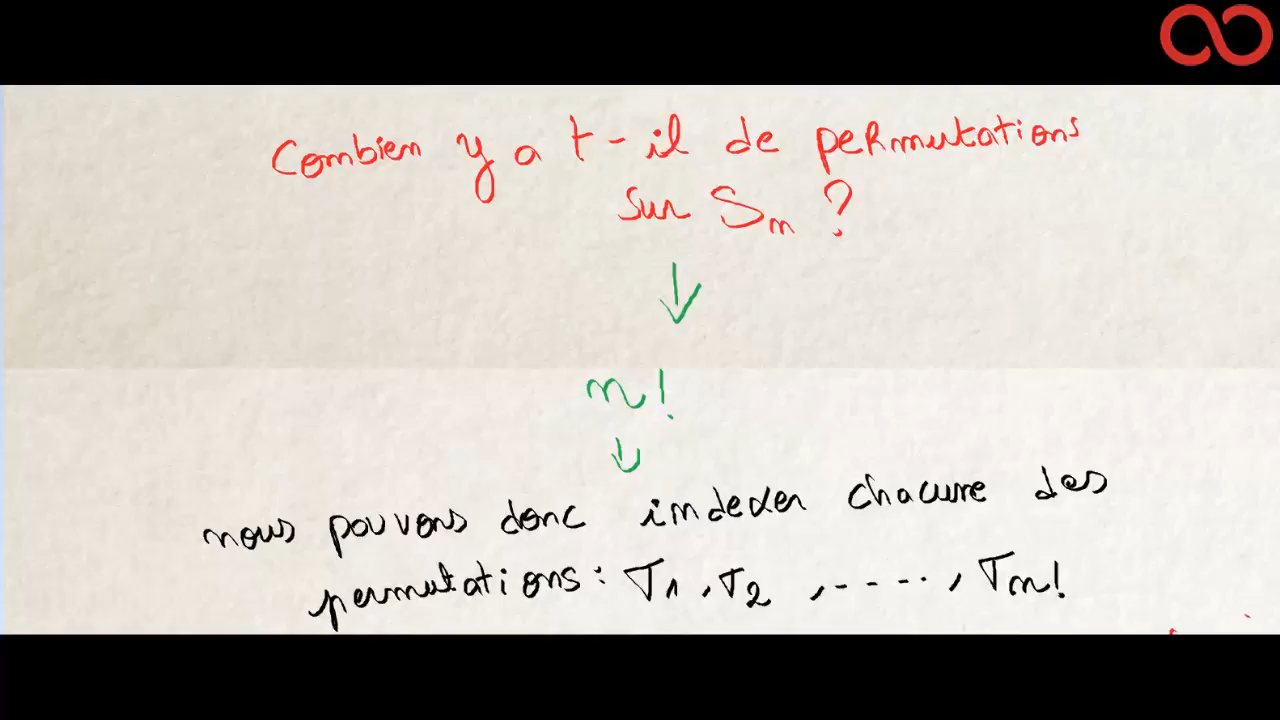 Combien y a t-il de permutations
sur Sn ?
n!
nous pouvons donc indexer chacune des
permutations : σ1, σ2, ....., σn!